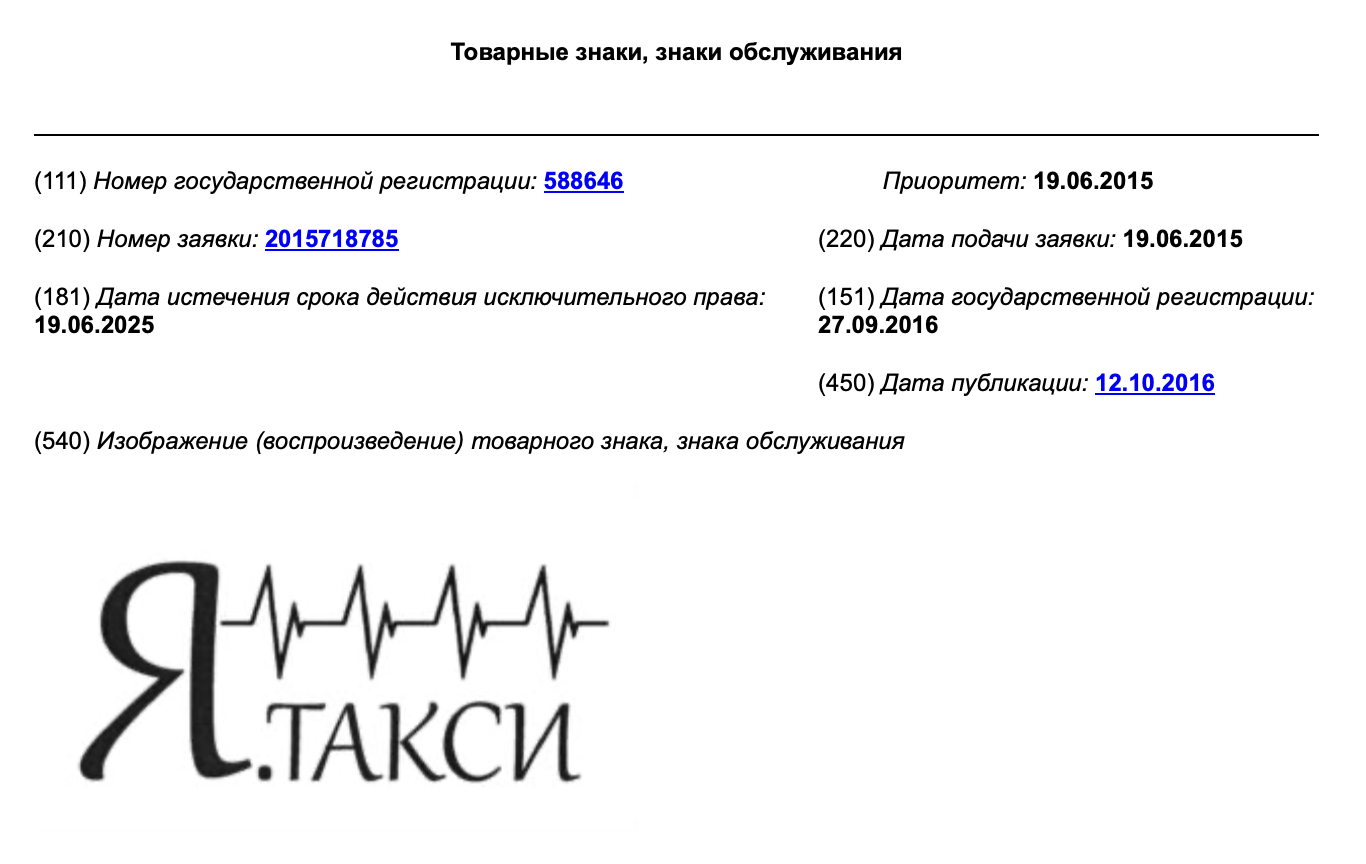 Товарные знаки, знаки обслуживания
(111) Номер государственной регистрации: 588646
Приоритет: 19.06.2015
(210) Номер заявки: 2015718785
(220) Дата подачи заявки: 19.06.2015
(181) Дата истечения срока действия исключительного права:
19.06.2025
(151) Дата государственной регистрации:
27.09.2016
(450) Дата публикации: 12.10.2016
(540) Изображение (воспроизведение) товарного знака, знака обслуживания
Я.ТАКСИ